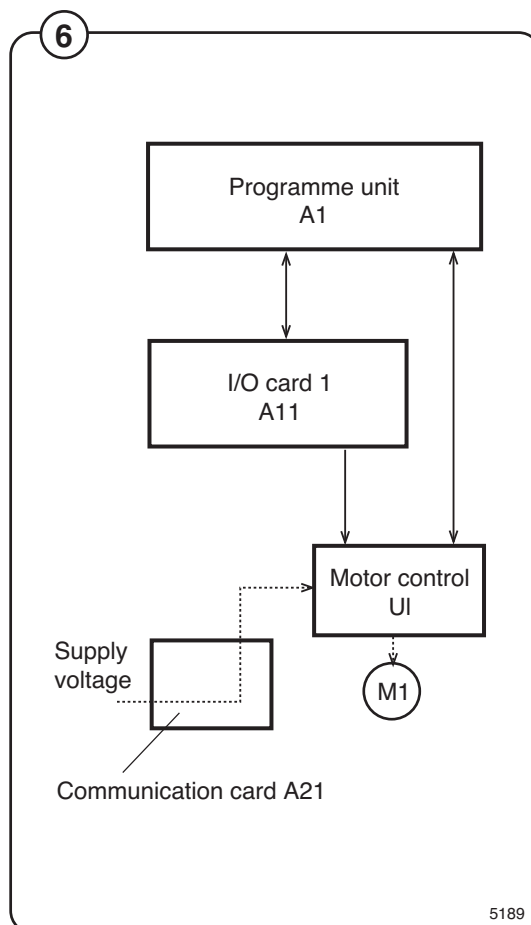 6
Programme unit
A1
I/O card 1
A11
Motor control
UI
Supply
voltage
M1
Communication card A21
5189